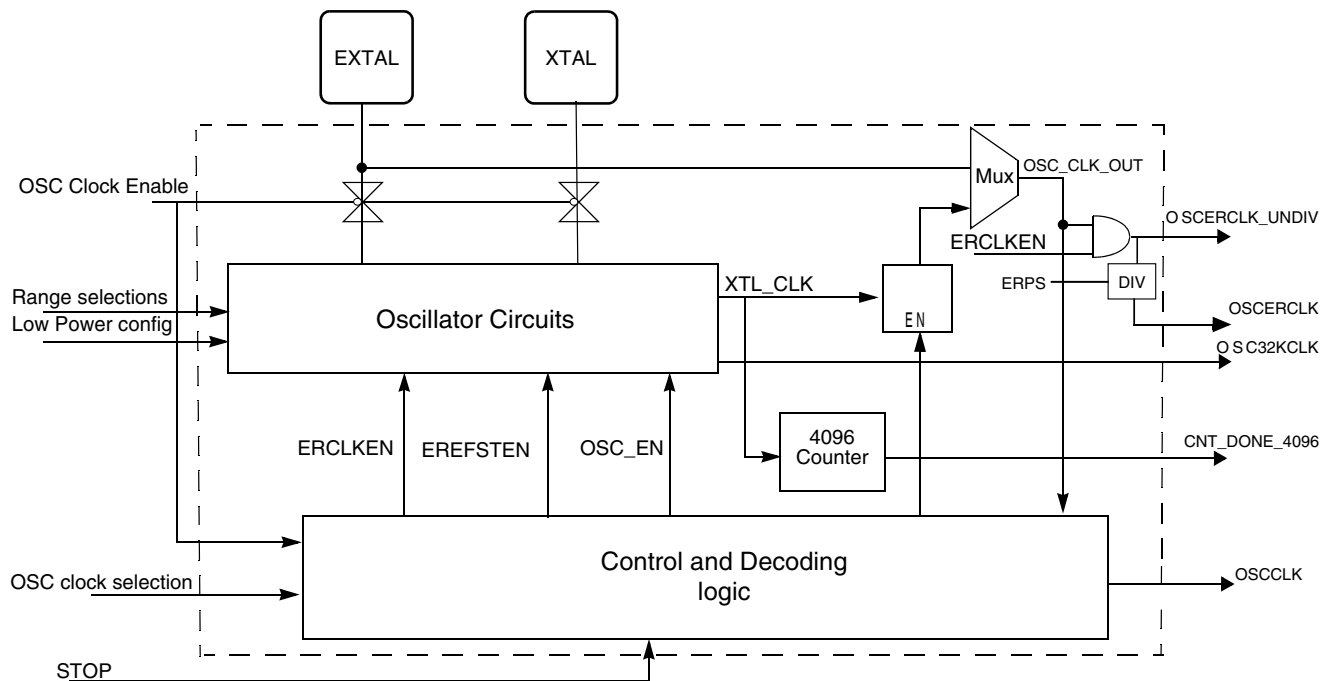 EXTAL
XTAL
OSC Clock Enable
Mux
OSC_CLK_OUT
OSCERCLK_UNDIV
ERCLKEN
ERPS
DIV
XTL_CLK
Range selections
Low Power config
Oscillator Circuits
EN
OSCERCLK
OSC32KCLK
ERCLKEN
EREFSTEN
OSC_EN
4096
Counter
CNT_DONE_4096
Control and Decoding
logic
OSC clock selection
OSCCLK
STOP